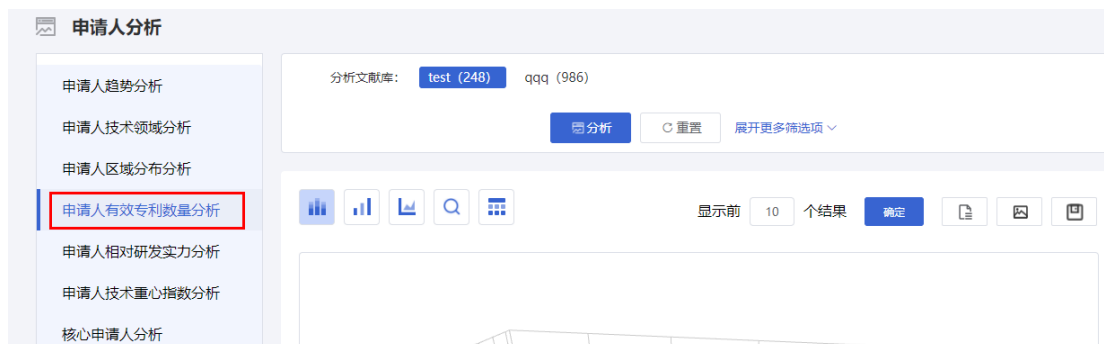 申请人分析
申请人趋势分析
申请人技术领域分析
申请人区域分布分析
申请人有效专利数量分析
申请人相对研发实力分析
申请人技术重心指数分析
核心申请人分析
分析文献库： test (248) qqq (986)
分析 重置 展开更多筛选项
显示前 10 个结果 确定